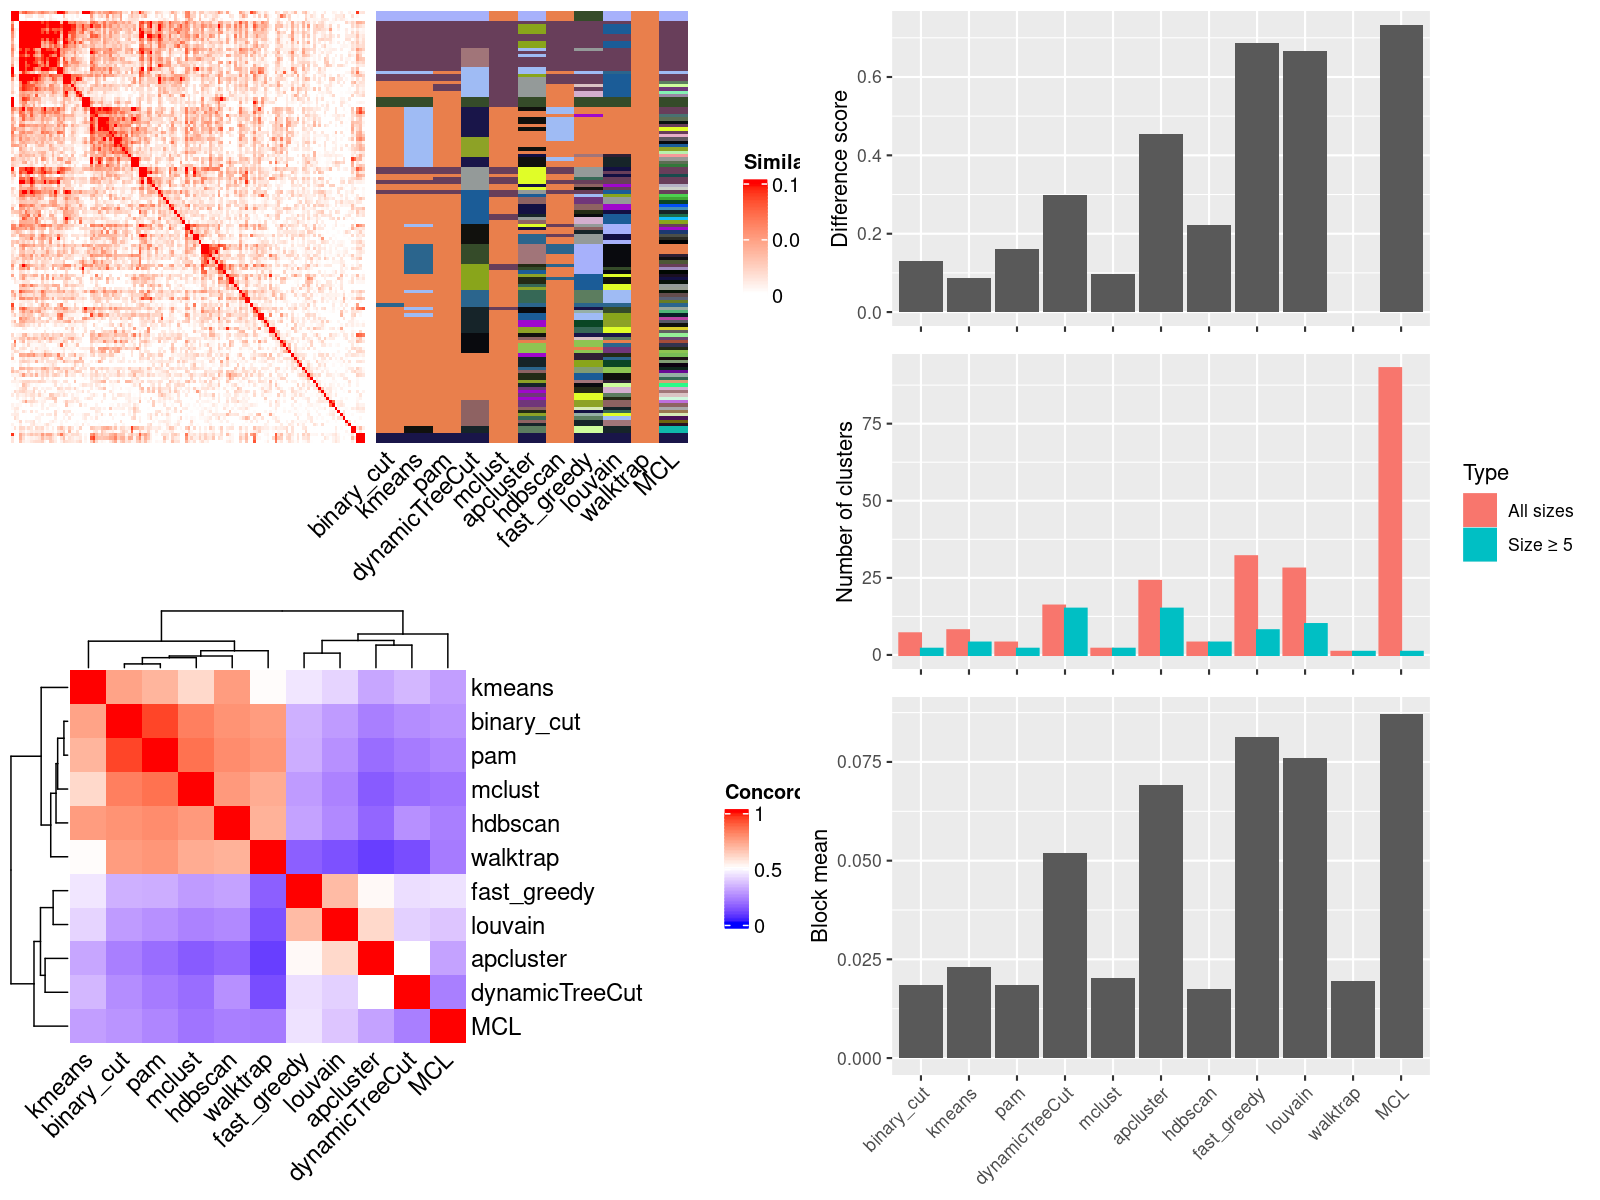 Simila
0.1
0.0
0
binary_cut
kmeans
pam
dynamicTreeCut
mclust
apcluster
hdbscan
fast_greedy
louvain
walktrap
MCL
Difference score
0.6
0.4
0.2
0.0
Number of clusters
75
50
25
0
Type
All sizes
Size ≥ 5
Block mean
0.075
0.050
0.025
0.000
binary_cut
kmeans
pam
dynamicTreeCut
mclust
apcluster
hdbscan
fast_greedy
louvain
walktrap
MCL
kmeans
binary_cut
pam
mclust
hdbscan
walktrap
fast_greedy
louvain
apcluster
dynamicTreeCut
MCL
Concord
1
0.5
0
kmeans
binary_cut
pam
mclust
hdbscan
walktrap
fast_greedy
louvain
apcluster
dynamicTreeCut
MCL